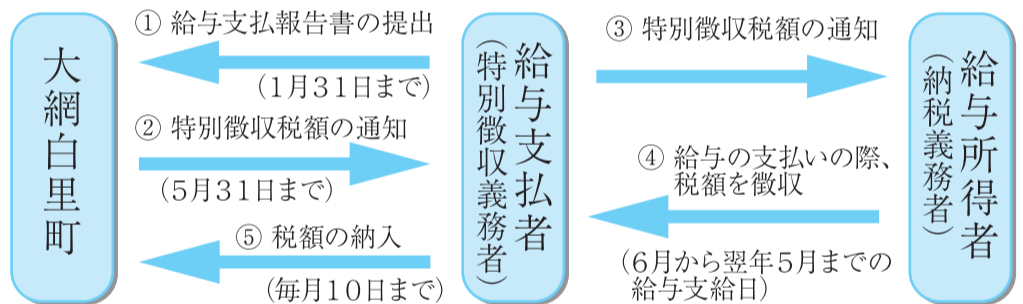 大網白里町
① 給与支払報告書の提出
(1月31日まで)
② 特別徴収税額の通知
(5月31日まで)
⑤ 税額の納入
(毎月10日まで)
給与支払者
(特別徴収義務者)
③ 特別徴収税額の通知
④ 給与の支払いの際、
税額を徴収
(6月から翌年5月までの
給与支給日)
給与所得者
(納税義務者)